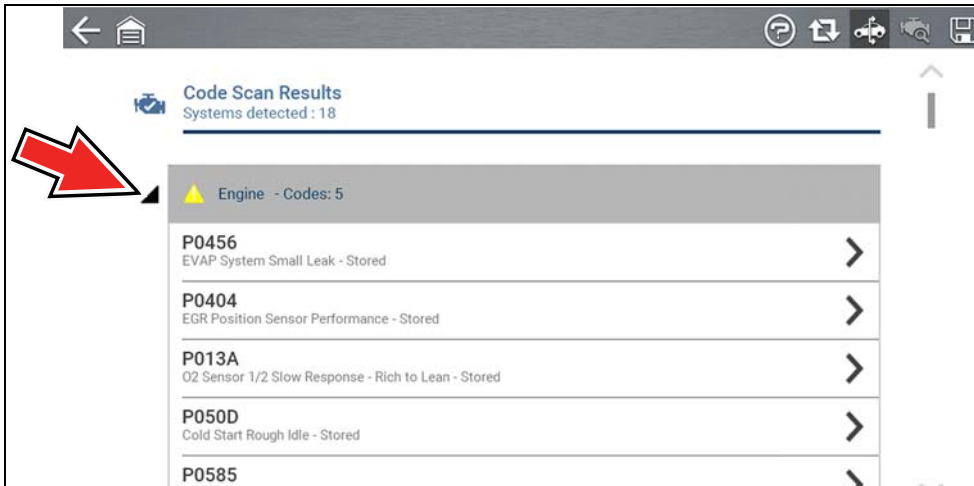 Code Scan Results
Systems detected : 18
Engine - Codes: 5
P0456
EVAP System Small Leak - Stored
P0404
EGR Position Sensor Performance - Stored
P013A
O2 Sensor 1/2 Slow Response - Rich to Lean - Stored
P050D
Cold Start Rough Idle - Stored
P0585